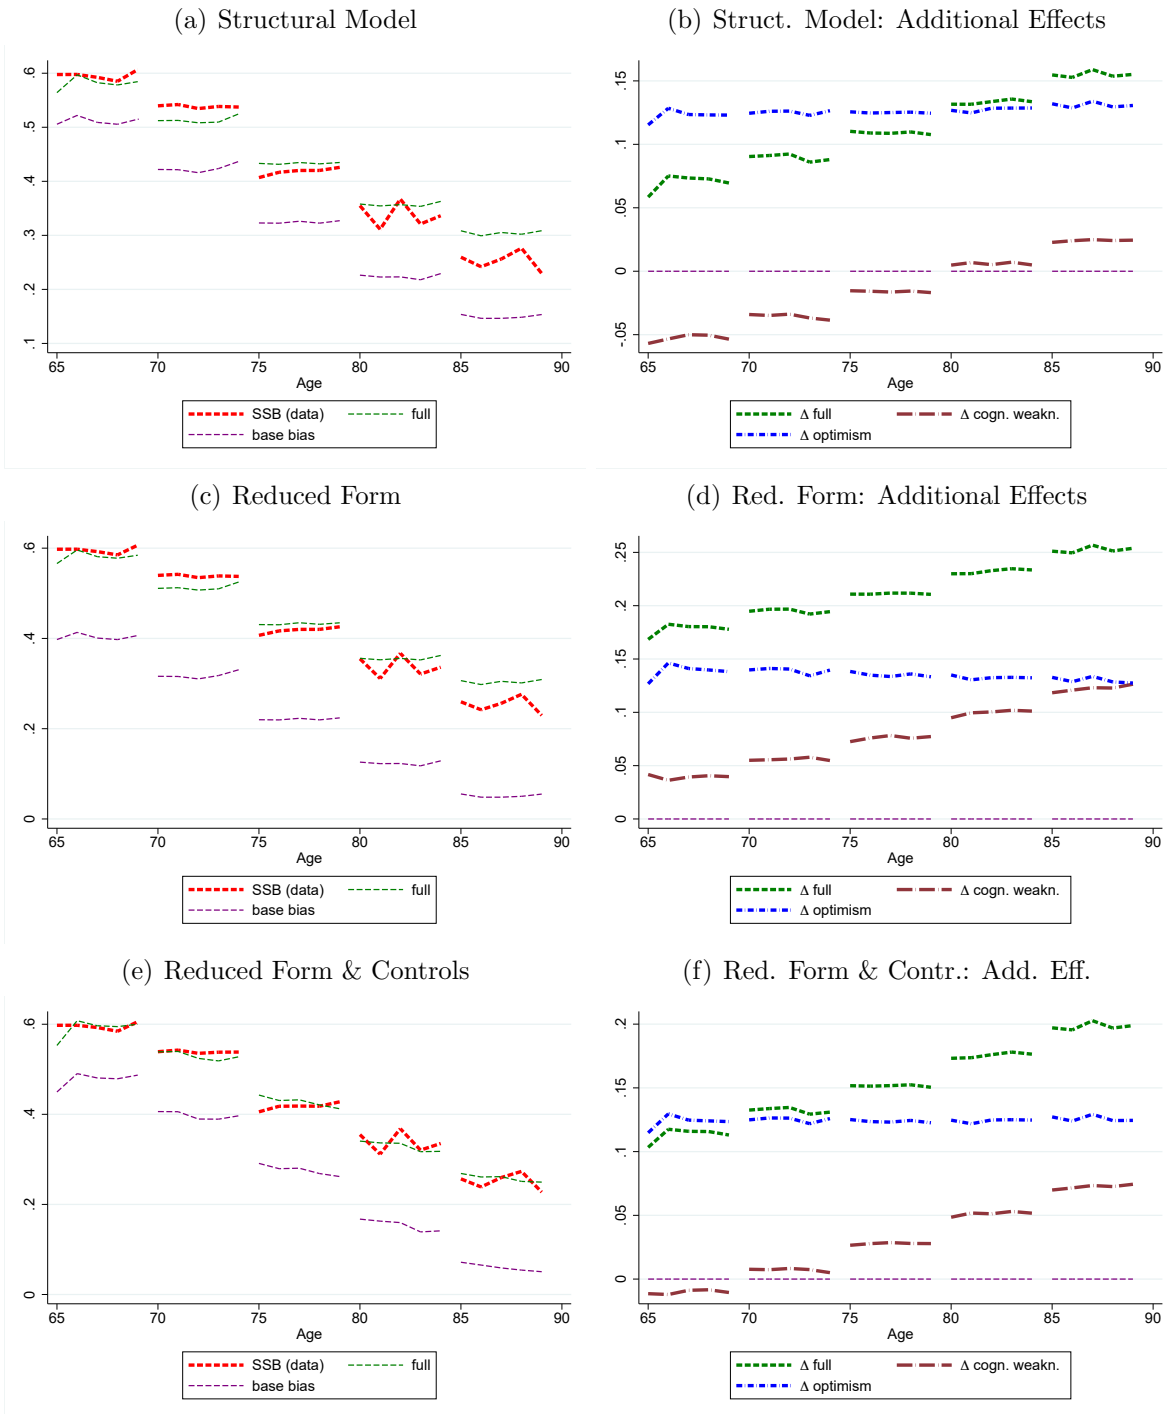 (a) Structural Model
.6
.5
.4
.3
.2
.1
65 70 75 80 85 90
Age
SSB (data) full
base bias
(b) Struct. Model: Additional Effects
.15
.1
.05
0
-.05
65 70 75 80 85 90
Age
Δ full Δ cogn. weakn.
Δ optimism
(c) Reduced Form
.6
.4
.2
0
65 70 75 80 85 90
Age
SSB (data) full
base bias
(d) Red. Form: Additional Effects
.25
.2
.15
.1
.05
0
65 70 75 80 85 90
Age
Δ full Δ cogn. weakn.
Δ optimism
(e) Reduced Form & Controls
.6
.4
.2
0
65 70 75 80 85 90
Age
SSB (data) full
base bias
(f) Red. Form & Contr.: Add. Eff.
.2
.15
.1
.05
0
65 70 75 80 85 90
Age
Δ full Δ cogn. weakn.
Δ optimism